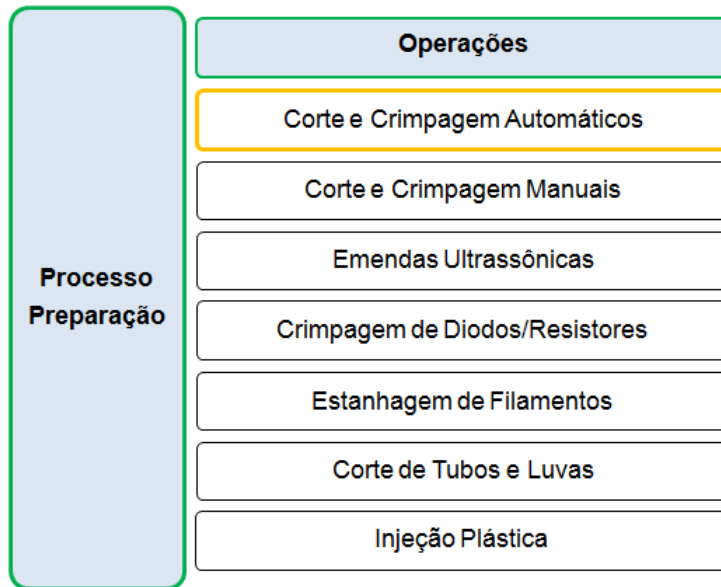 Processo
Preparação
Operações
Corte e Crimpagem Automáticos
Corte e Crimpagem Manuais
Emendas Ultrassônicas
Crimpagem de Diodos/Resistores
Estanhagem de Filamentos
Corte de Tubos e Luvas
Injeção Plástica